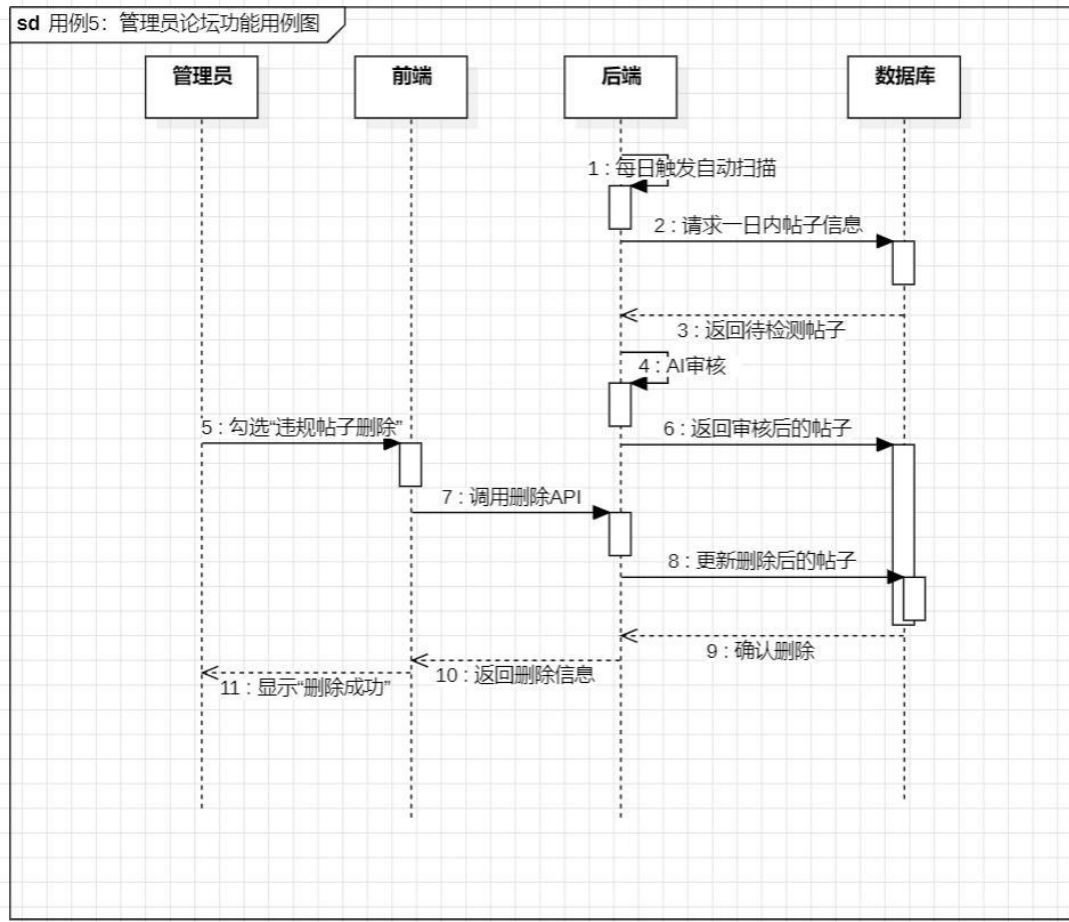 sd 用例5：管理员论坛功能用例图
管理员
前端
后端
数据库
1 : 每日触发自动扫描
2 : 请求一日内帖子信息
3 : 返回待检测帖子
4 : AI审核
5 : 勾选“违规帖子删除”
6 : 返回审核后的帖子
7 : 调用删除API
8 : 更新删除后的帖子
9 : 确认删除
10 : 返回删除信息
11 : 显示“删除成功”